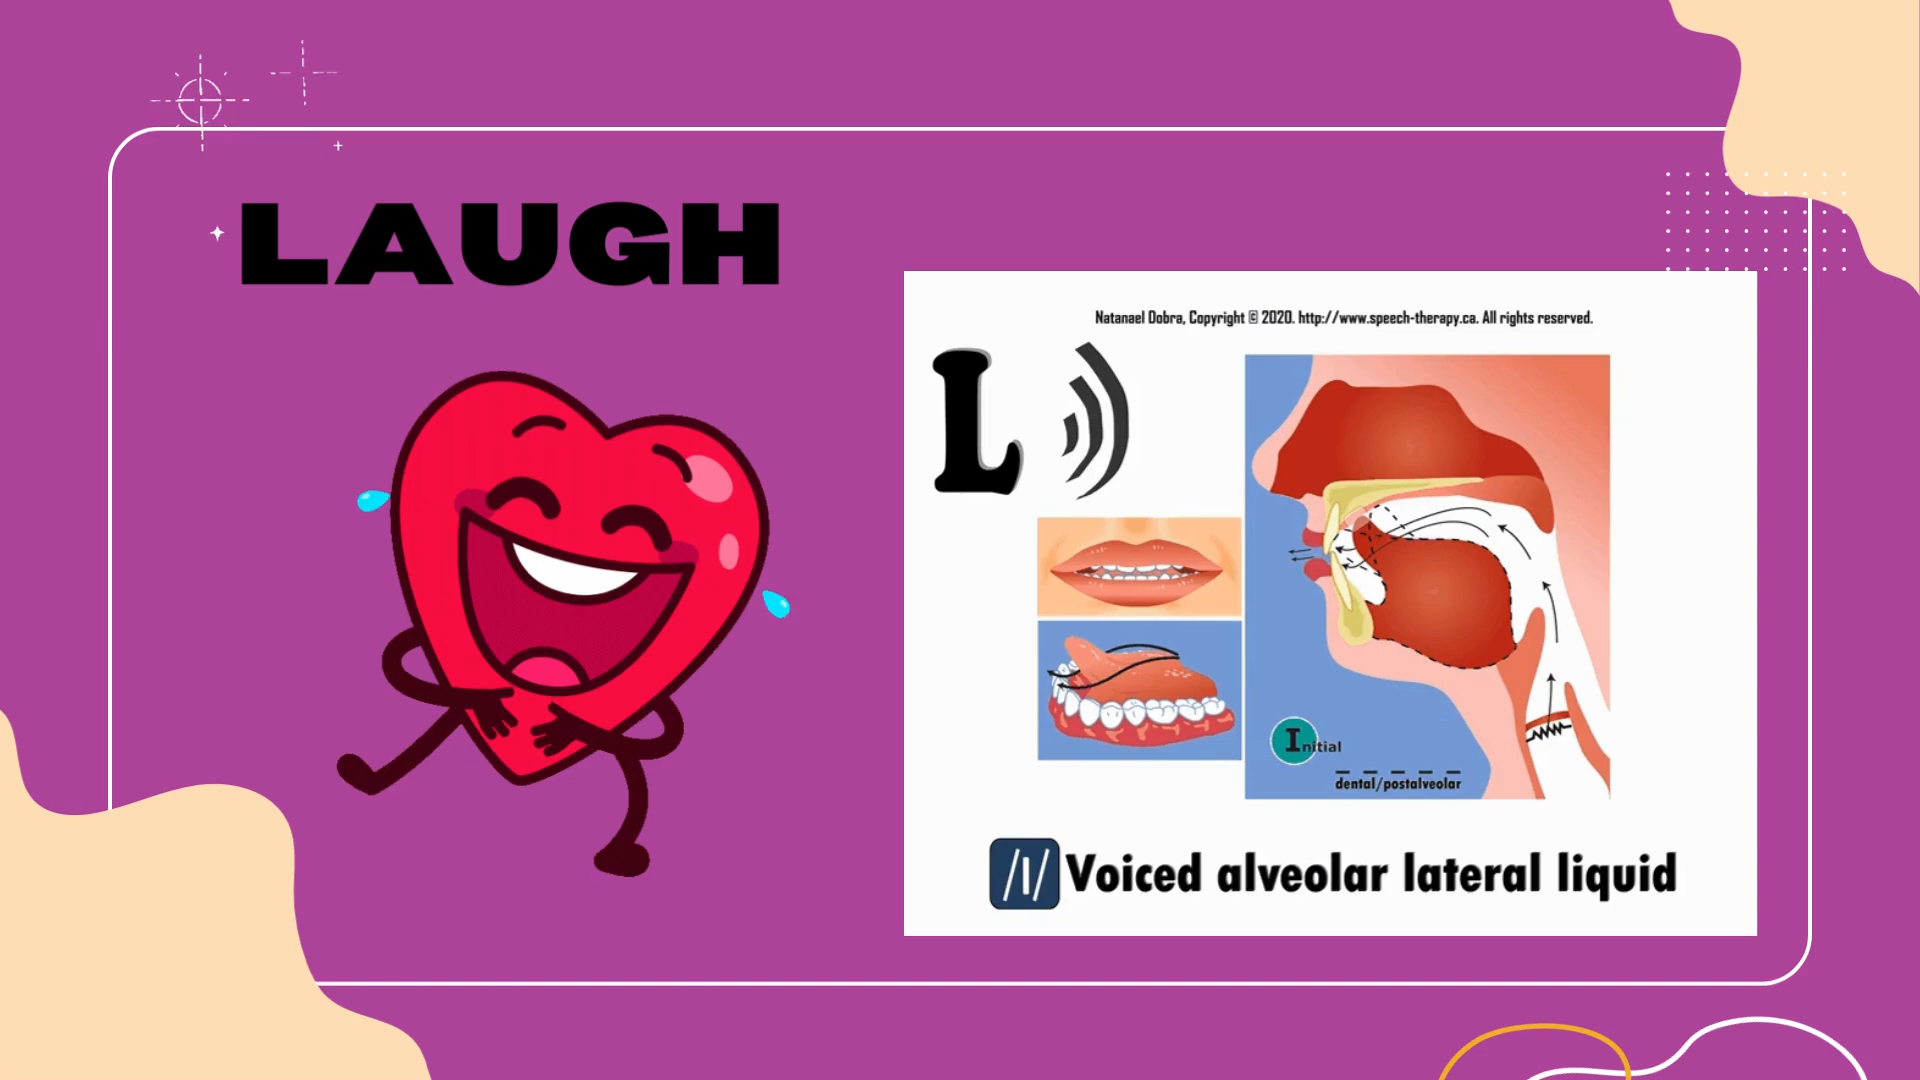 LAUGH
Natanael Dobra, Copyright © 2020. http://www.speech-therapy.ca. All rights reserved.
L
Initial
dental/postalveolar
/l/ Voiced alveolar lateral liquid